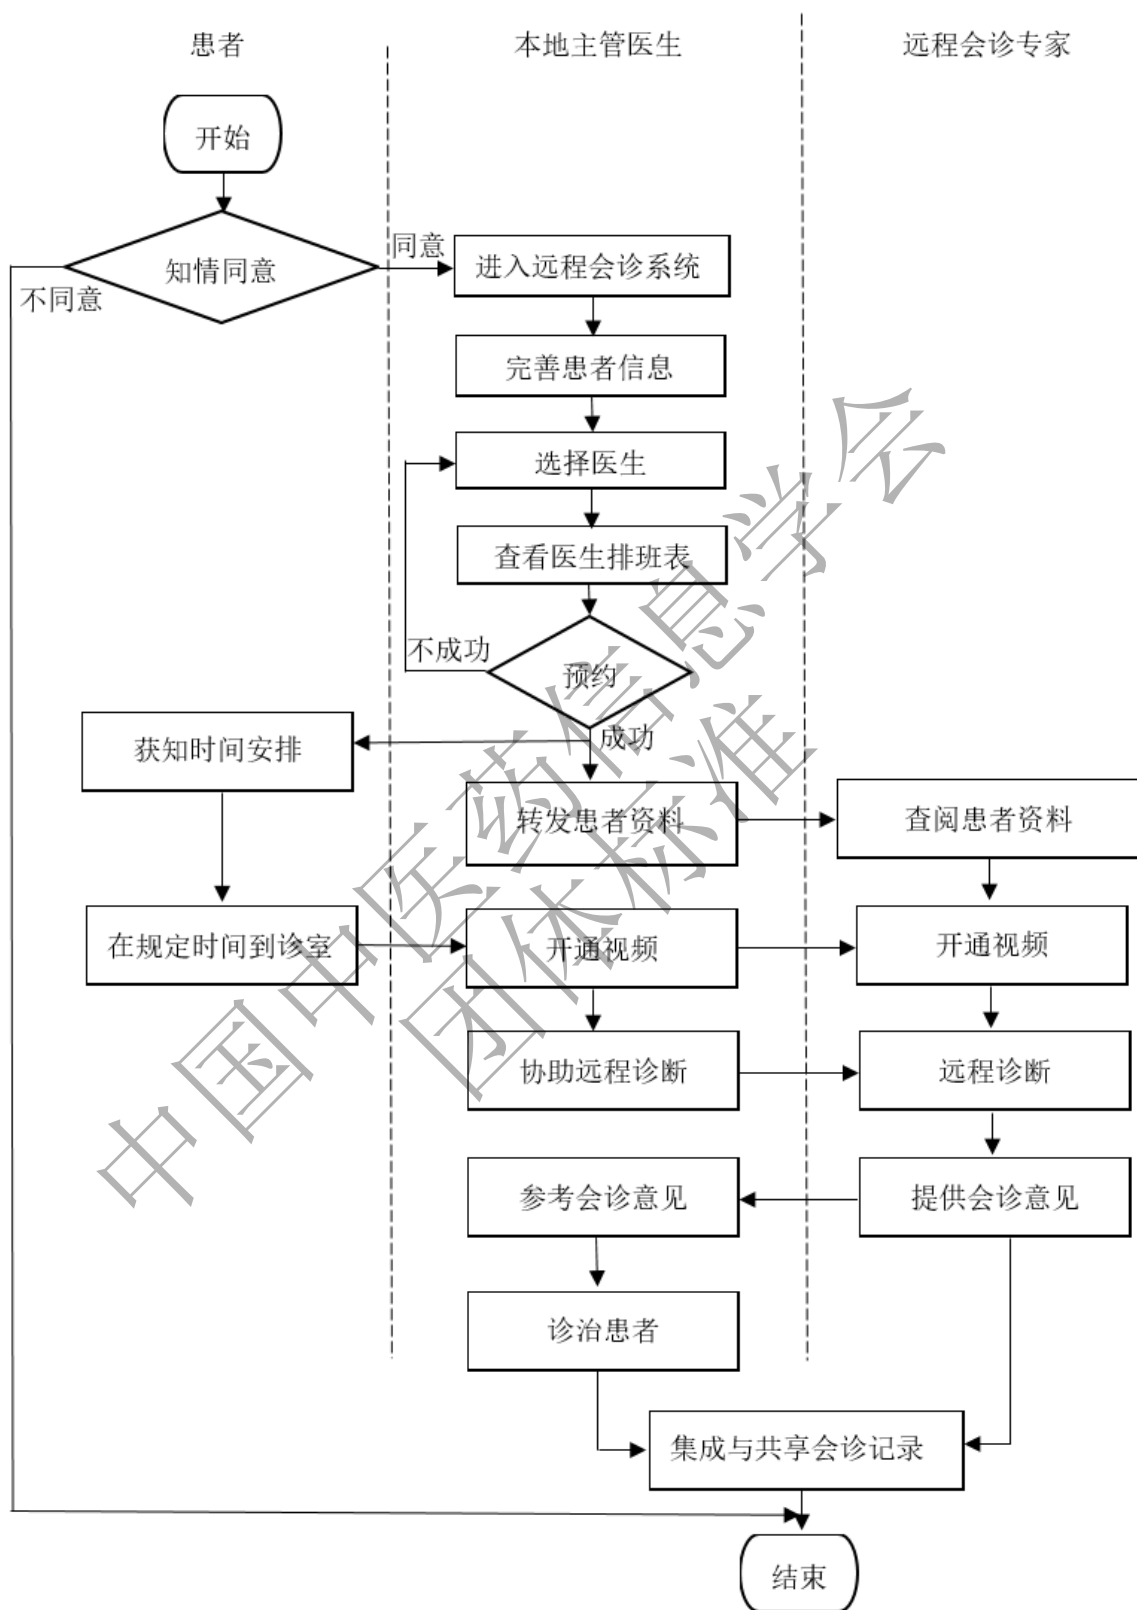 患者
本地主管医生
远程会诊专家
开始
知情同意
同意
不同意
进入远程会诊系统
完善患者信息
选择医生
查看医生排班表
不成功
预约
成功
获知时间安排
转发患者资料
查阅患者资料
在规定时间到诊室
开通视频
开通视频
协助远程诊断
远程诊断
参考会诊意见
提供会诊意见
诊治患者
集成与共享会诊记录
结束
中国中医药信息学会
团体标准